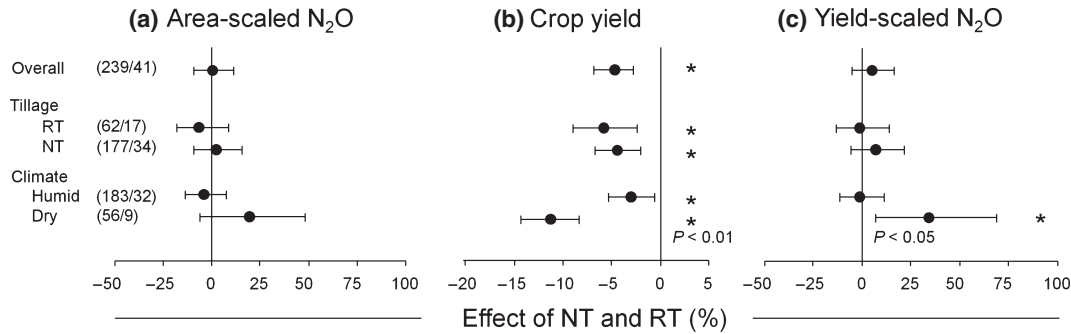 (a) Area-scaled N₂O (b) Crop yield (c) Yield-scaled N₂O
Overall (239/41) * 
Tillage
RT (62/17) *
NT (177/34) *
Climate
Humid (183/32) *
Dry (56/9) * *
P < 0.01 P < 0.05
−50 −25 0 25 50 75 100 −20 −15 −10 −5 0 5 −50 −25 0 25 50 75 100
Effect of NT and RT (%)